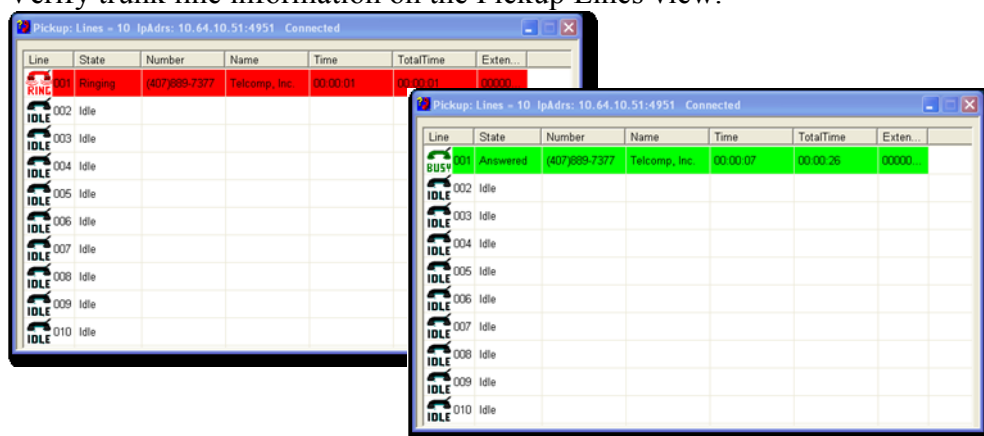 Verify trunk line information on the Pickup Lines view.
Pickup: Lines = 10 IpAdrs: 10.64.10.51:4951 Connected
Line State Number Name Time TotalTime Exten...
RING 001 Ringing (407)889-7377 Telcomp, Inc. 00:00:01 00:00:01 00000...
IDLE 002 Idle
IDLE 003 Idle
IDLE 004 Idle
IDLE 005 Idle
IDLE 006 Idle
IDLE 007 Idle
IDLE 008 Idle
IDLE 009 Idle
IDLE 010 Idle
Pickup: Lines = 10 IpAdrs: 10.64.10.51:4951 Connected
Line State Number Name Time TotalTime Exten...
BUSY 001 Answered (407)889-7377 Telcomp, Inc. 00:00:07 00:00:26 00000...
IDLE 002 Idle
IDLE 003 Idle
IDLE 004 Idle
IDLE 005 Idle
IDLE 006 Idle
IDLE 007 Idle
IDLE 008 Idle
IDLE 009 Idle
IDLE 010 Idle